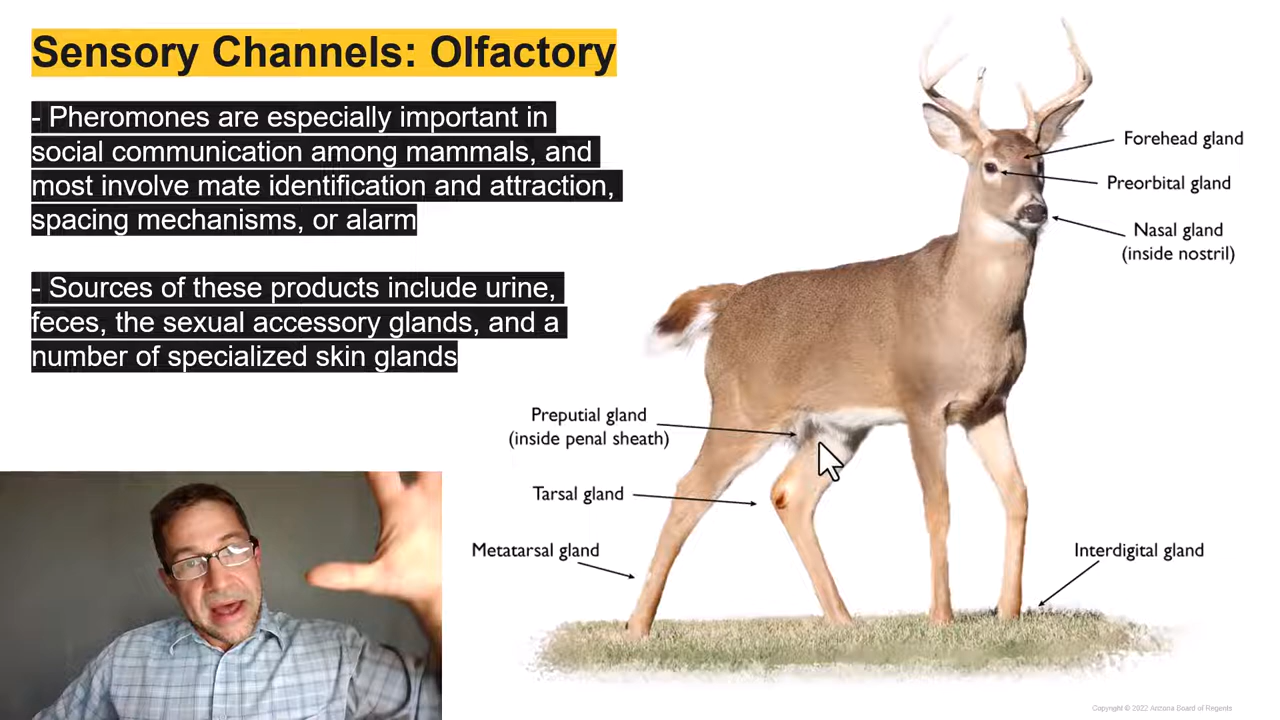 Sensory Channels: Olfactory
- Pheromones are especially important in
social communication among mammals, and
most involve mate identification and attraction,
spacing mechanisms, or alarm
- Sources of these products include urine,
feces, the sexual accessory glands, and a
number of specialized skin glands
Forehead gland
Preorbital gland
Nasal gland
(inside nostril)
Preputial gland
(inside penal sheath)
Tarsal gland
Metatarsal gland
Interdigital gland
Copyright © 2022 Arizona Board of Regents